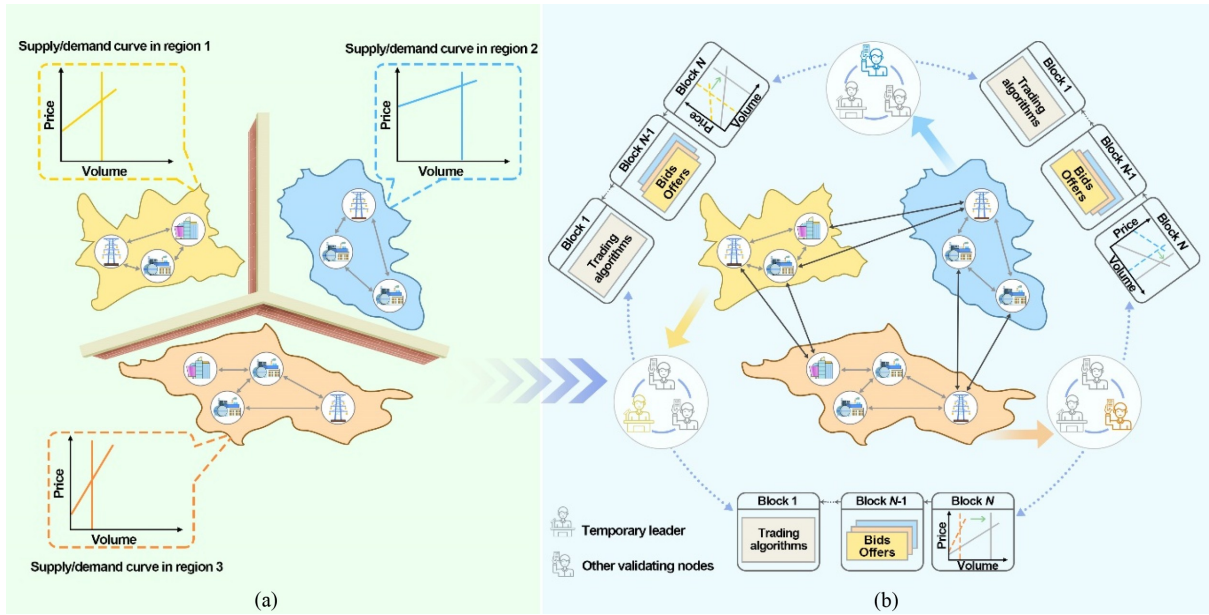 Supply/demand curve in region 1
Price
Volume
Supply/demand curve in region 2
Price
Volume
Price
Volume
Supply/demand curve in region 3
(a)
Block N
Price
Volume
Block N-1
Bids
Offers
Block 1
Trading
algorithms
Block 1
Trading
algorithms
Block N-1
Bids
Offers
Block N
Price
Volume
Block 1
Trading
algorithms
Block N-1
Bids
Offers
Block N
Price
Volume
Temporary leader
Other validating nodes
(b)